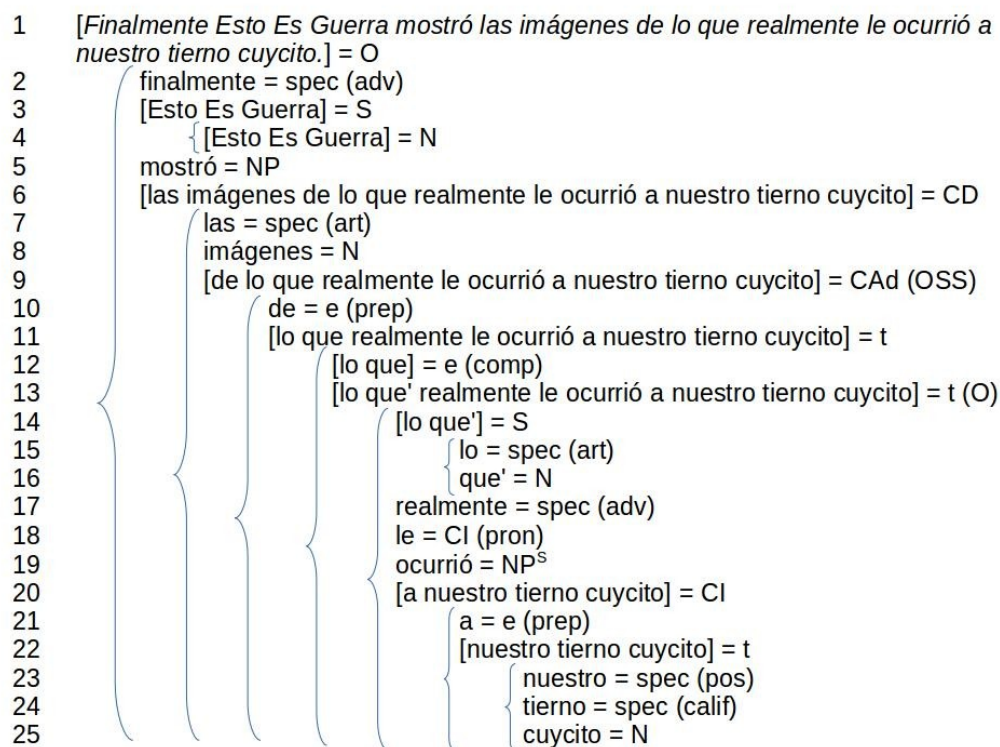 1 [Finalmente Esto Es Guerra mostró las imágenes de lo que realmente le ocurrió a
nuestro tierno cuycito.] = O
2 finalmente = spec (adv)
3 [Esto Es Guerra] = S
4 [Esto Es Guerra] = N
5 mostró = NP
6 [las imágenes de lo que realmente le ocurrió a nuestro tierno cuycito] = CD
7 las = spec (art)
8 imágenes = N
9 [de lo que realmente le ocurrió a nuestro tierno cuycito] = CAd (OSS)
10 de = e (prep)
11 [lo que realmente le ocurrió a nuestro tierno cuycito] = t
12 [lo que] = e (comp)
13 [lo que' realmente le ocurrió a nuestro tierno cuycito] = t (O)
14 [lo que'] = S
15 lo = spec (art)
16 que' = N
17 realmente = spec (adv)
18 le = CI (pron)
19 ocurrió = NPˢ
20 [a nuestro tierno cuycito] = CI
21 a = e (prep)
22 [nuestro tierno cuycito] = t
23 nuestro = spec (pos)
24 tierno = spec (calif)
25 cuycito = N